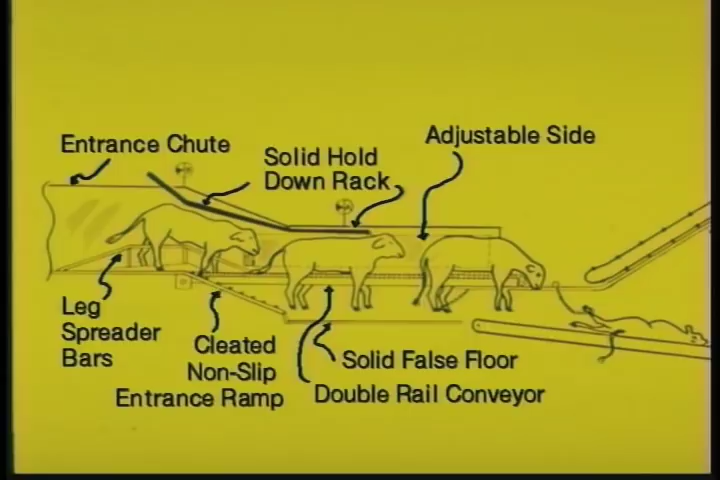 Entrance Chute
Solid Hold
Down Rack
Adjustable Side
Leg
Spreader
Bars
Cleated
Non-Slip
Entrance Ramp
Solid False Floor
Double Rail Conveyor